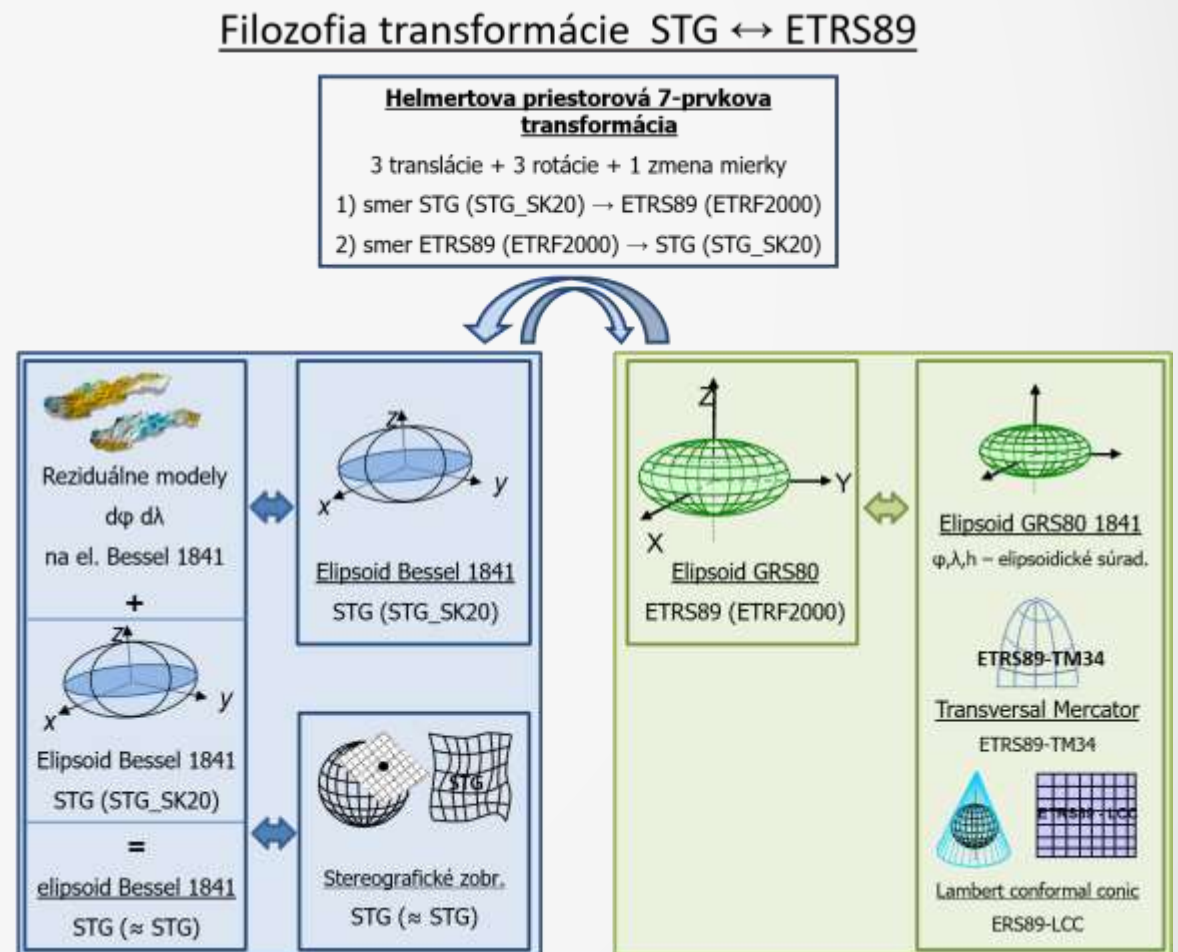 Filozofia transformácie STG ↔ ETRS89
Helmertova priestorová 7-prvkova
transformácia
3 translácie + 3 rotácie + 1 zmena mierky
1) smer STG (STG_SK20) → ETRS89 (ETRF2000)
2) smer ETRS89 (ETRF2000) → STG (STG_SK20)
Reziduálne modely
dφ dλ
na el. Bessel 1841
+
z
x
y
Elipsoid Bessel 1841
STG (STG_SK20)
=
elipsoid Bessel 1841
STG (≈ STG)
z
x
y
Elipsoid Bessel 1841
STG (STG_SK20)
STG
Stereografické zobr.
STG (≈ STG)
Z
Y
X
Elipsoid GRS80
ETRS89 (ETRF2000)
Elipsoid GRS80 1841
φ,λ,h – elipsoidické súrad.
ETRS89-TM34
Transversal Mercator
ETRS89-TM34
ETRS89 - LCC
Lambert conformal conic
ERS89-LCC